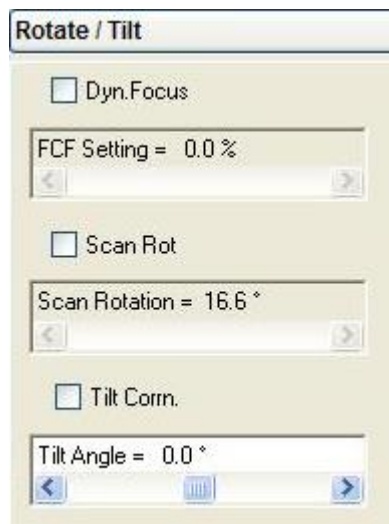 Rotate / Tilt
Dyn.Focus
FCF Setting = 0.0 %
Scan Rot
Scan Rotation = 16.6 °
Tilt Corrn.
Tilt Angle = 0.0 °